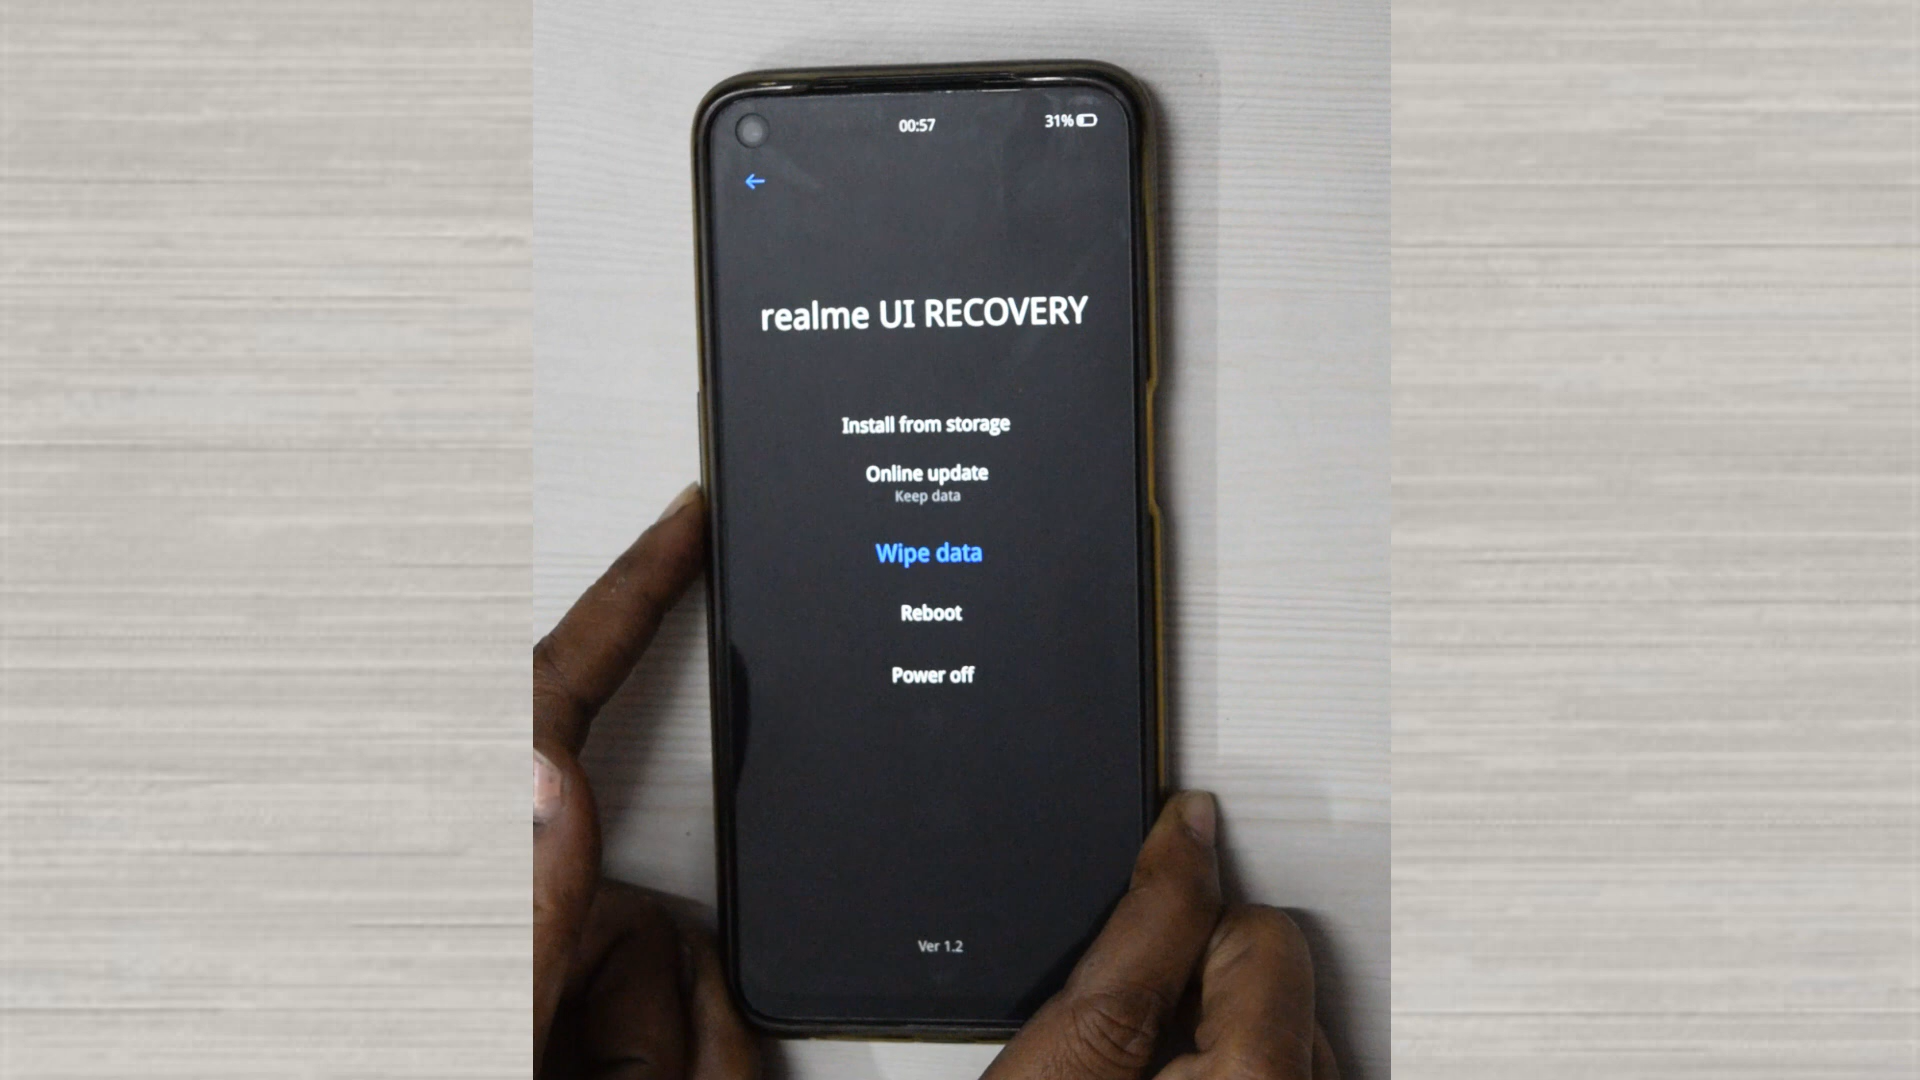 00:57
31%
realme UI RECOVERY
Install from storage
Online update
Keep data
Wipe data
Reboot
Power off
Ver 1.2